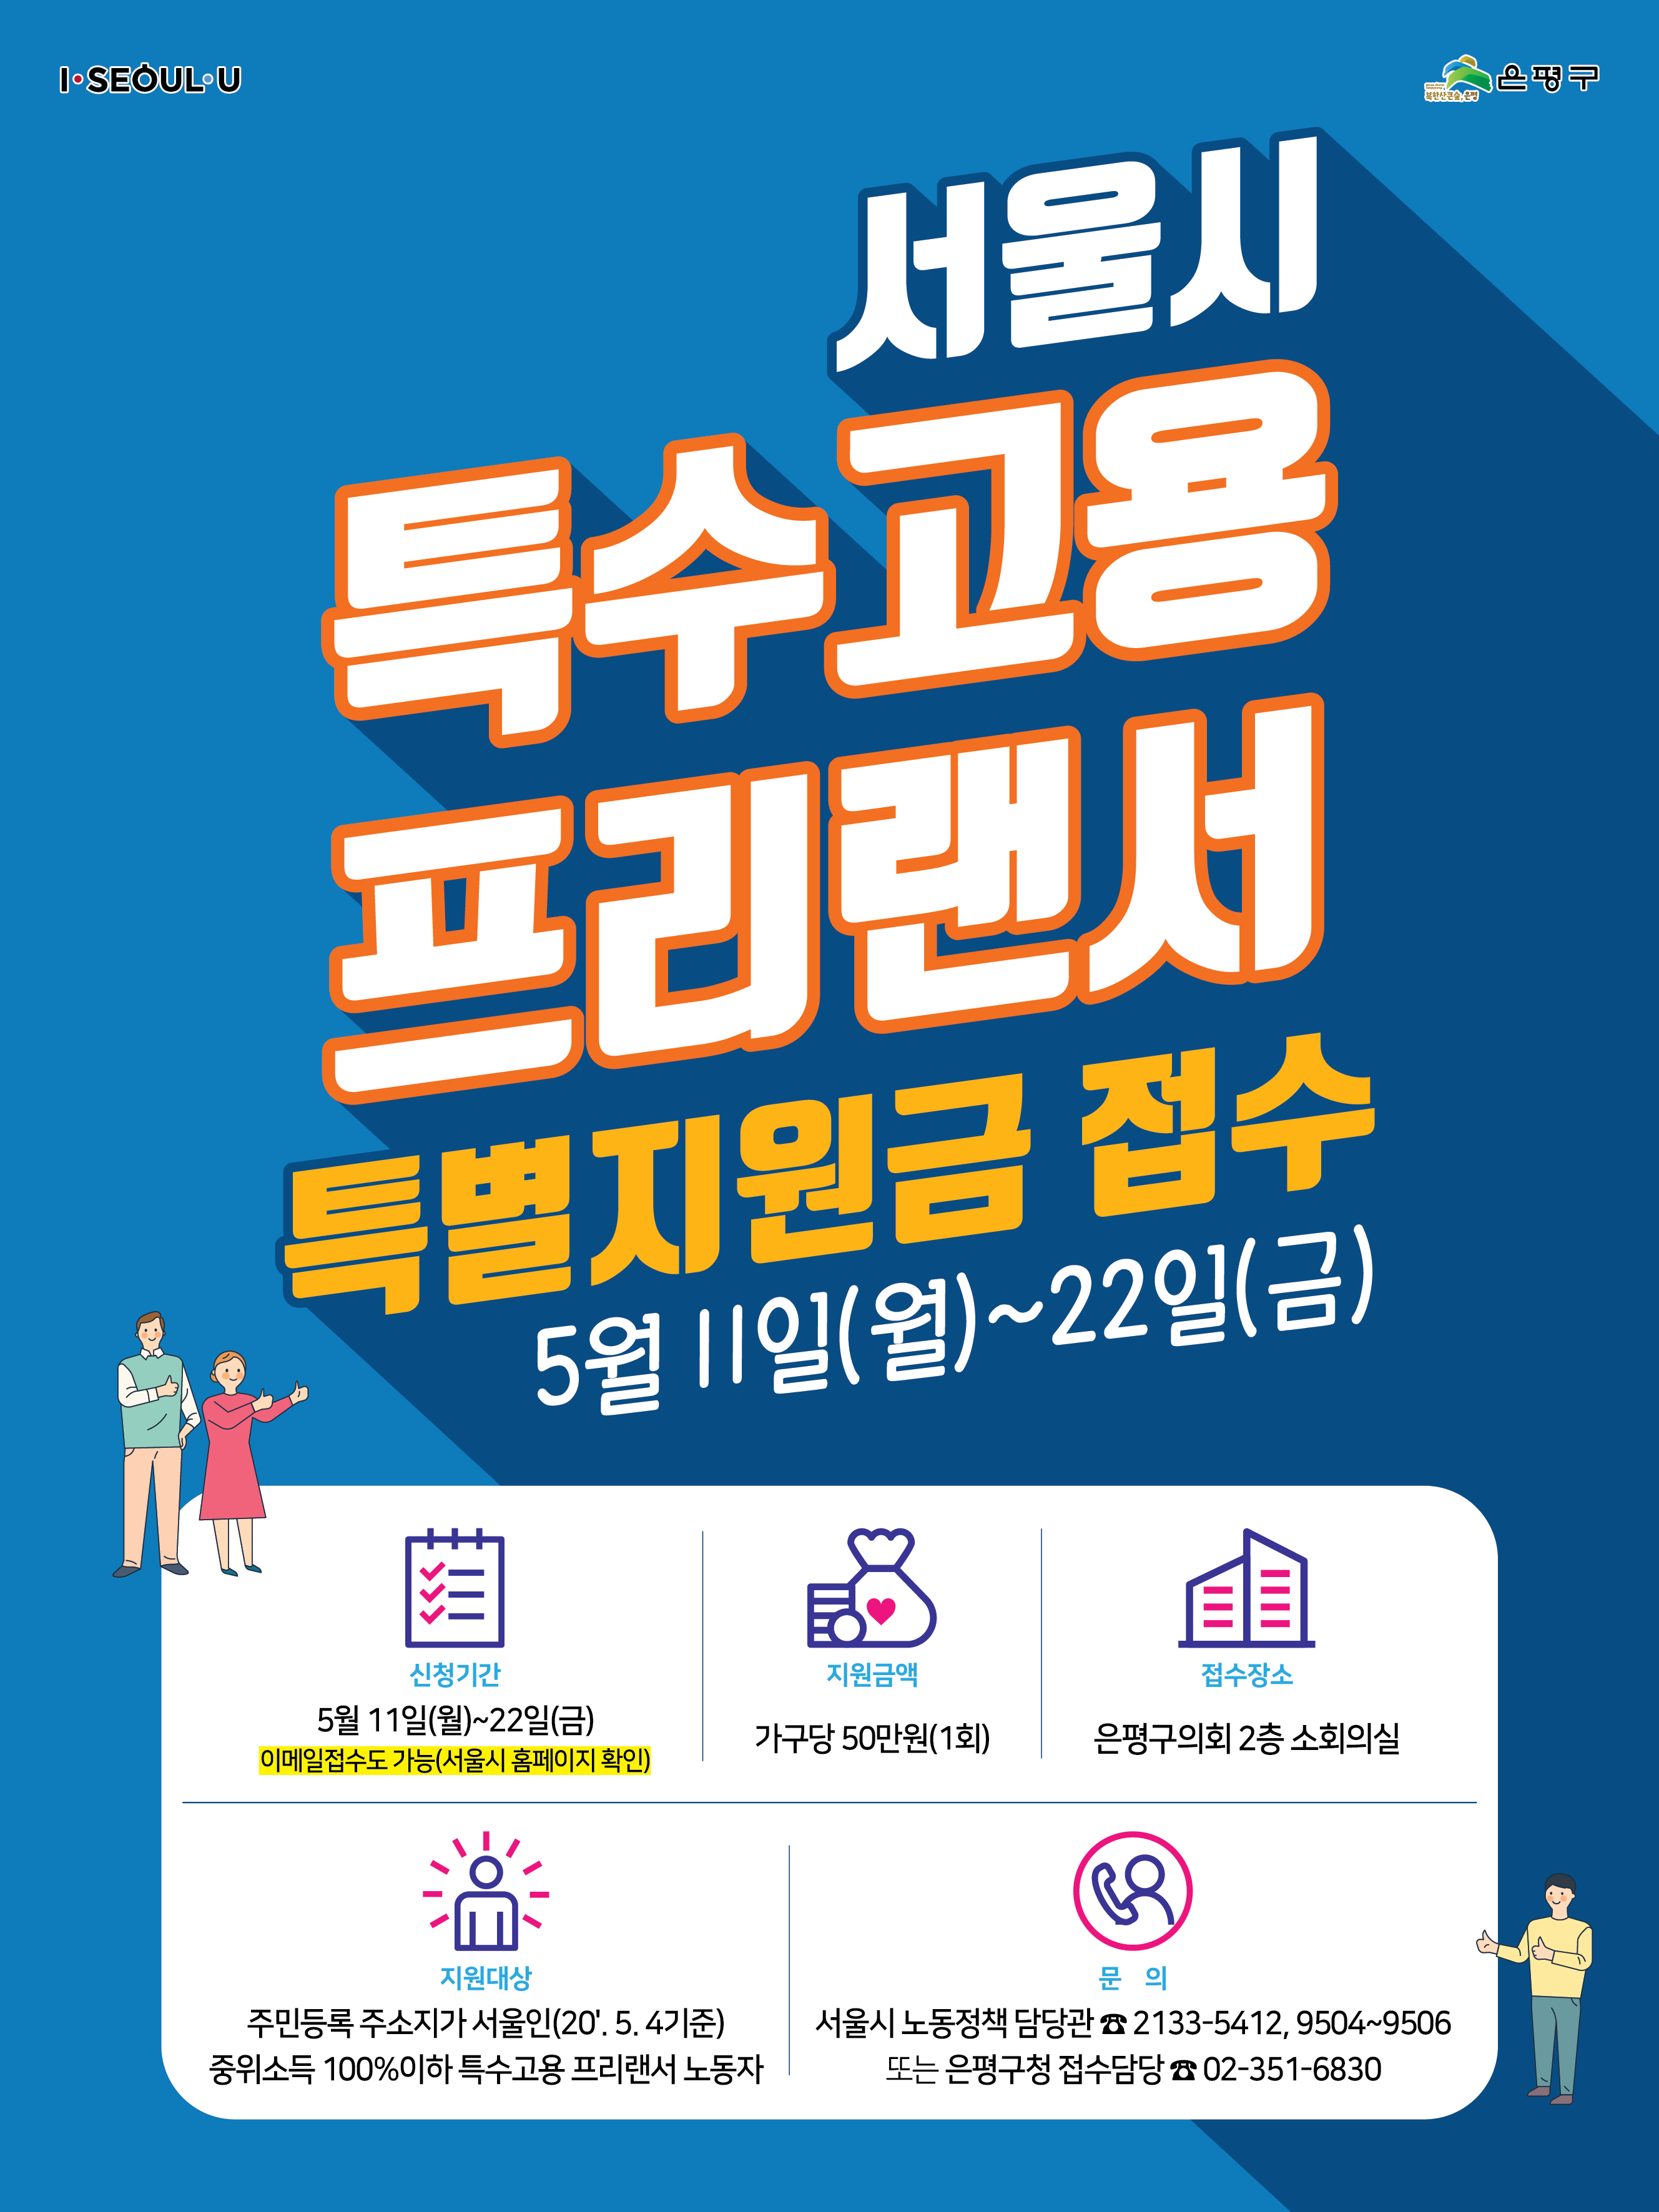 I·SEOUL·U
북한산큰숲, 은평
은평구
서울시
특수고용
프리랜서
특별지원금 접수
5월 11일(월)~22일(금)
신청기간
5월 11일(월)~22일(금)
이메일접수도 가능(서울시 홈페이지 확인)
지원금액
가구당 50만원(1회)
접수장소
은평구의회 2층 소회의실
지원대상
주민등록 주소지가 서울인(20'. 5. 4기준)
중위소득 100%이하 특수고용 프리랜서 노동자
문 의
서울시 노동정책 담당관 ☎ 2133-5412, 9504~9506
또는 은평구청 접수담당 ☎ 02-351-6830